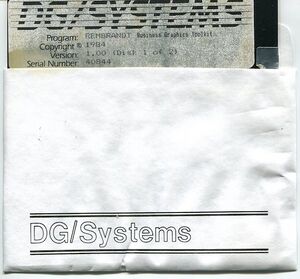 DG/SYSTEMS
Program: REMBRANDT Business Graphics Toolkit
Copyright © 1984
Version: 1.00 (Disk 1 of 2)
Serial Number: 40844
DG/Systems